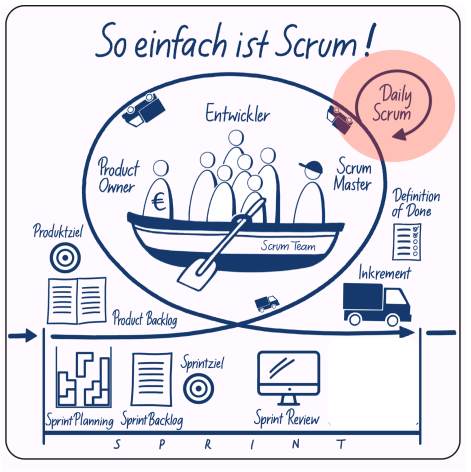 So einfach ist Scrum!
Daily
Scrum
Entwickler
Product
Owner
Scrum
Master
€
Scrum Team
Definition
of Done
Produktziel
Inkrement
Product Backlog
Sprintziel
Sprint Planning
Sprint Backlog
Sprint Review
SPRINT